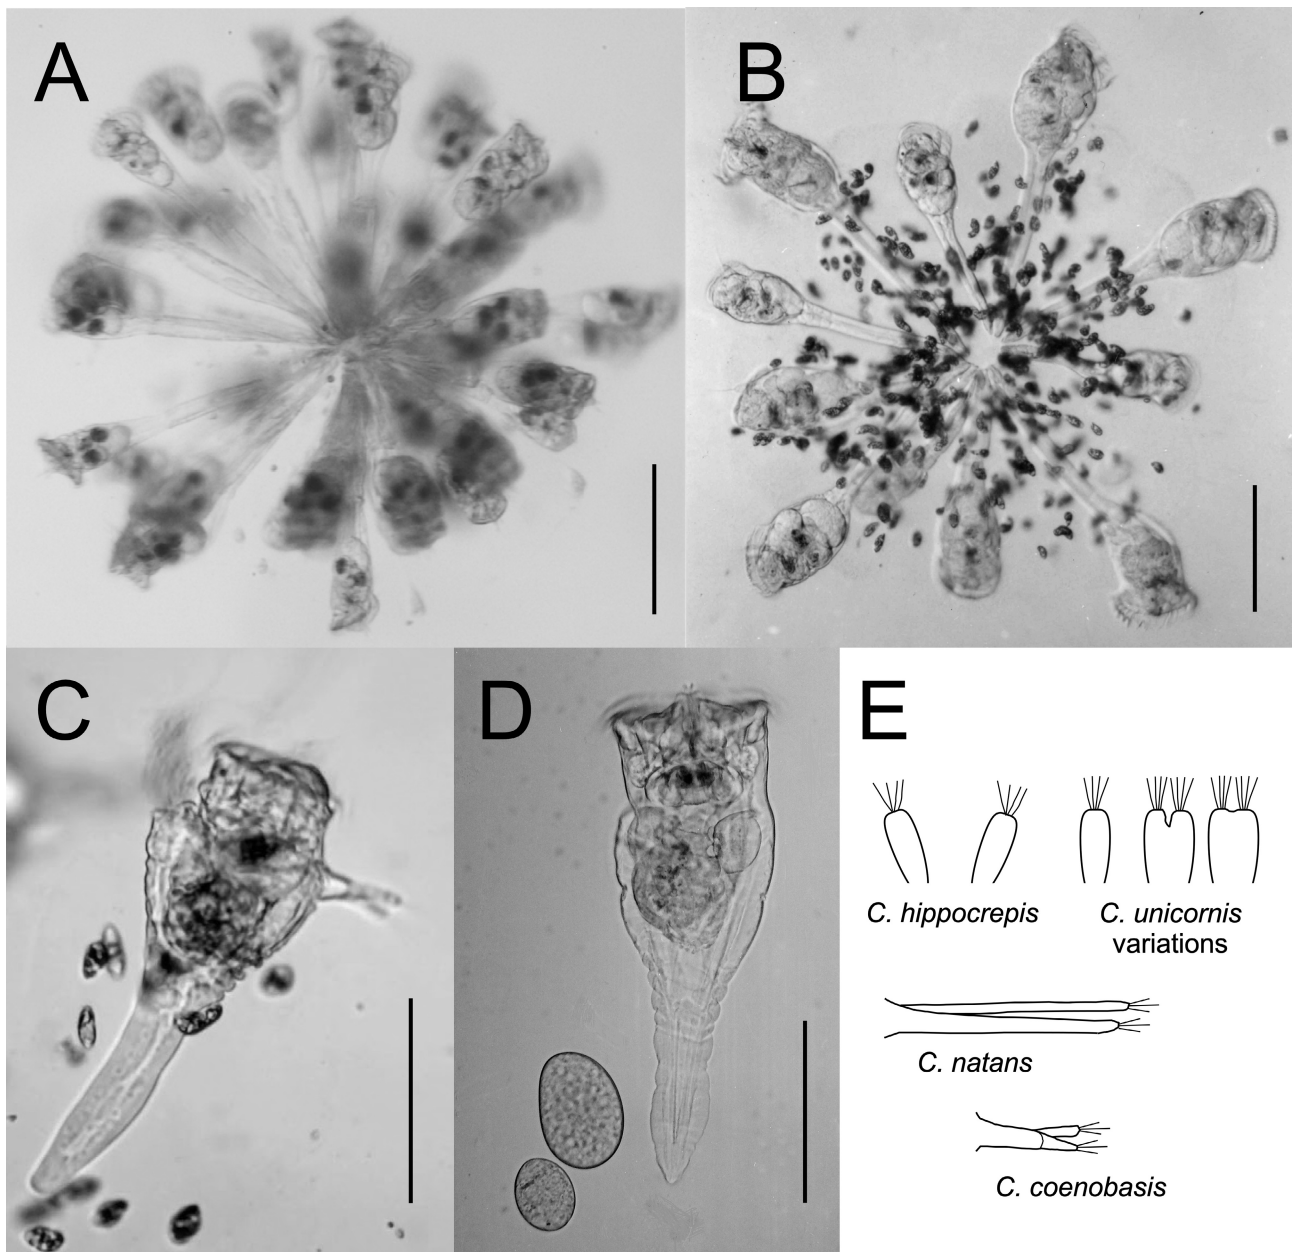 A
B
C
D
E
C. hippocrepis
C. unicornis
variations
C. natans
C. coenobasis